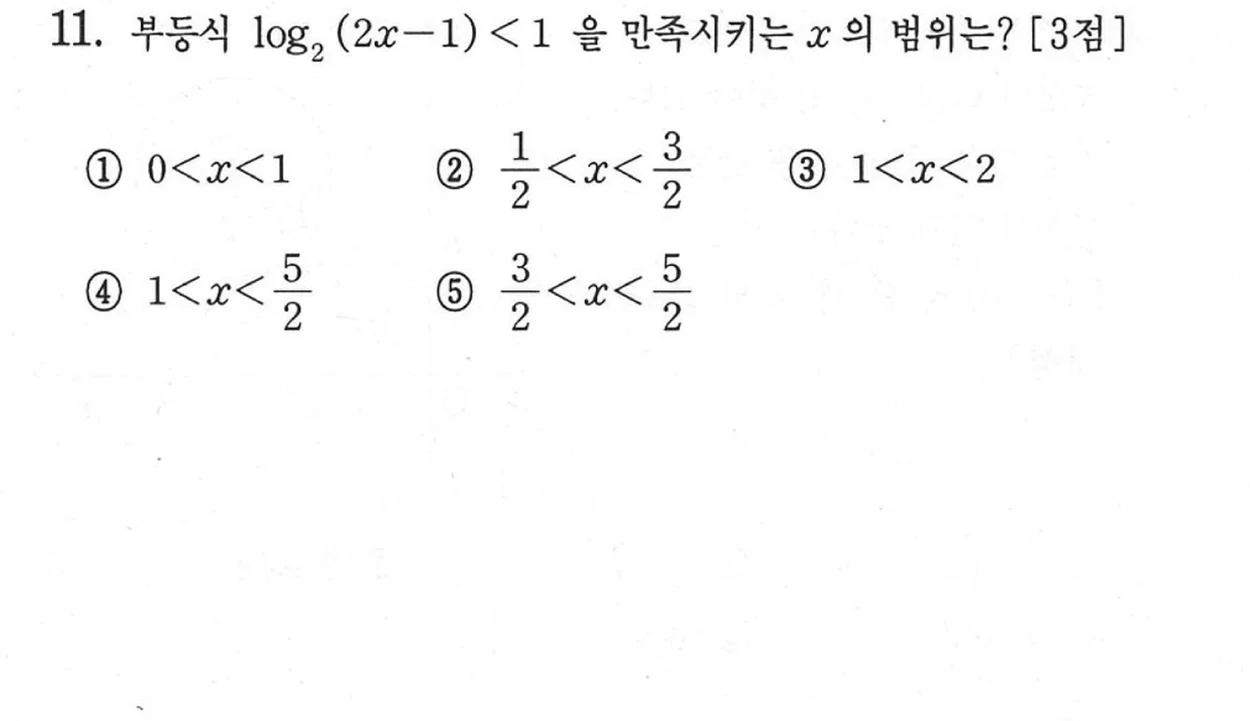 11. 부등식 log₂(2x−1)<1 을 만족시키는 x의 범위는? [3점]
① 0<x<1 ② 1/2<x<3/2 ③ 1<x<2
④ 1<x<5/2 ⑤ 3/2<x<5/2